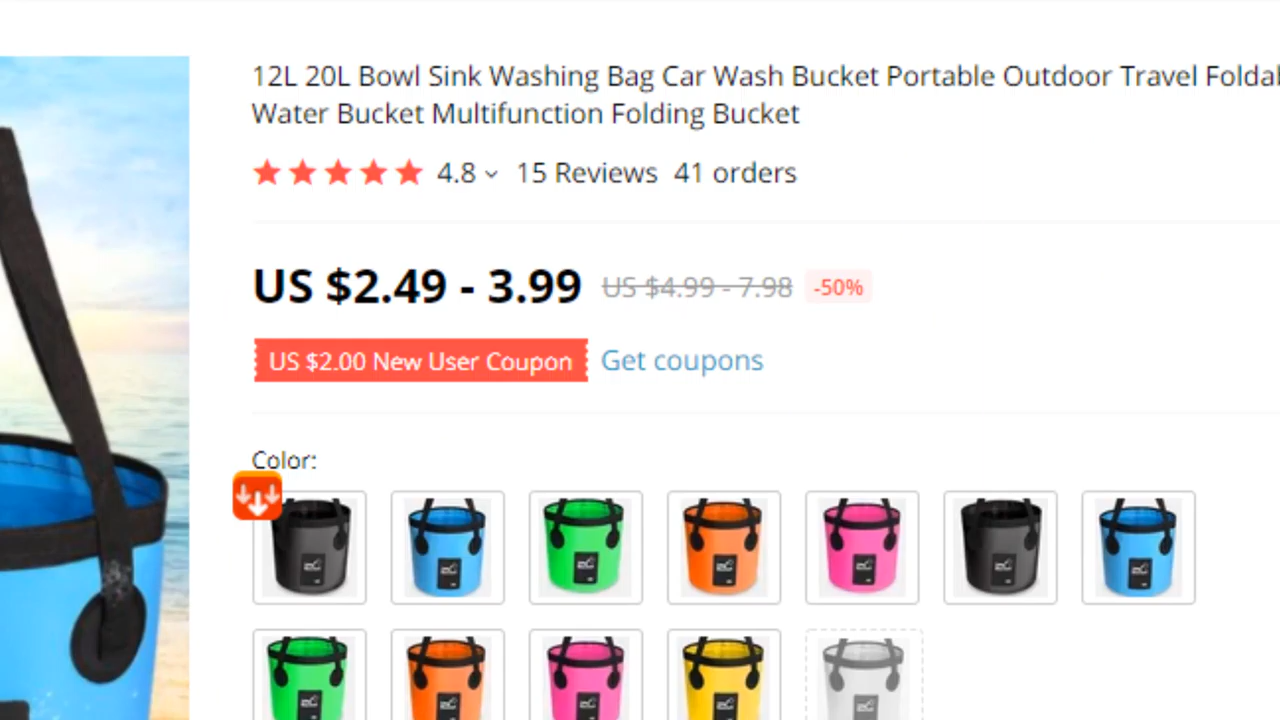 12L 20L Bowl Sink Washing Bag Car Wash Bucket Portable Outdoor Travel
Water Bucket Multifunction Folding Bucket
4.8 15 Reviews 41 orders
US $2.49 - 3.99 US $4.99 - 7.98 -50%
US $2.00 New User Coupon Get coupons
Color: